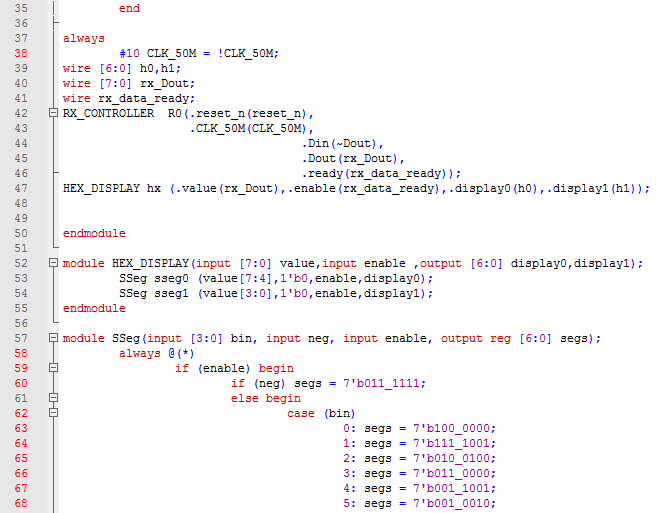 35 end
36
37 always
38 #10 CLK_50M = !CLK_50M;
39 wire [6:0] h0,h1;
40 wire [7:0] rx_Dout;
41 wire rx_data_ready;
42 RX_CONTROLLER  R0(.reset_n(reset_n),
43 .CLK_50M(CLK_50M),
44 .Din(~Dout),
45 .Dout(rx_Dout),
46 .ready(rx_data_ready));
47 HEX_DISPLAY hx (.value(rx_Dout),.enable(rx_data_ready),.display0(h0),.display1(h1));
48
49
50 endmodule
51
52 module HEX_DISPLAY(input [7:0] value,input enable ,output [6:0] display0,display1);
53 SSeg sseg0 (value[7:4],1'b0,enable,display0);
54 SSeg sseg1 (value[3:0],1'b0,enable,display1);
55 endmodule
56
57 module SSeg(input [3:0] bin, input neg, input enable, output reg [6:0] segs);
58 always @(*)
59 if (enable) begin
60 if (neg) segs = 7'b011_1111;
61 else begin
62 case (bin)
63 0: segs = 7'b100_0000;
64 1: segs = 7'b111_1001;
65 2: segs = 7'b010_0100;
66 3: segs = 7'b011_0000;
67 4: segs = 7'b001_1001;
68 5: segs = 7'b001_0010;